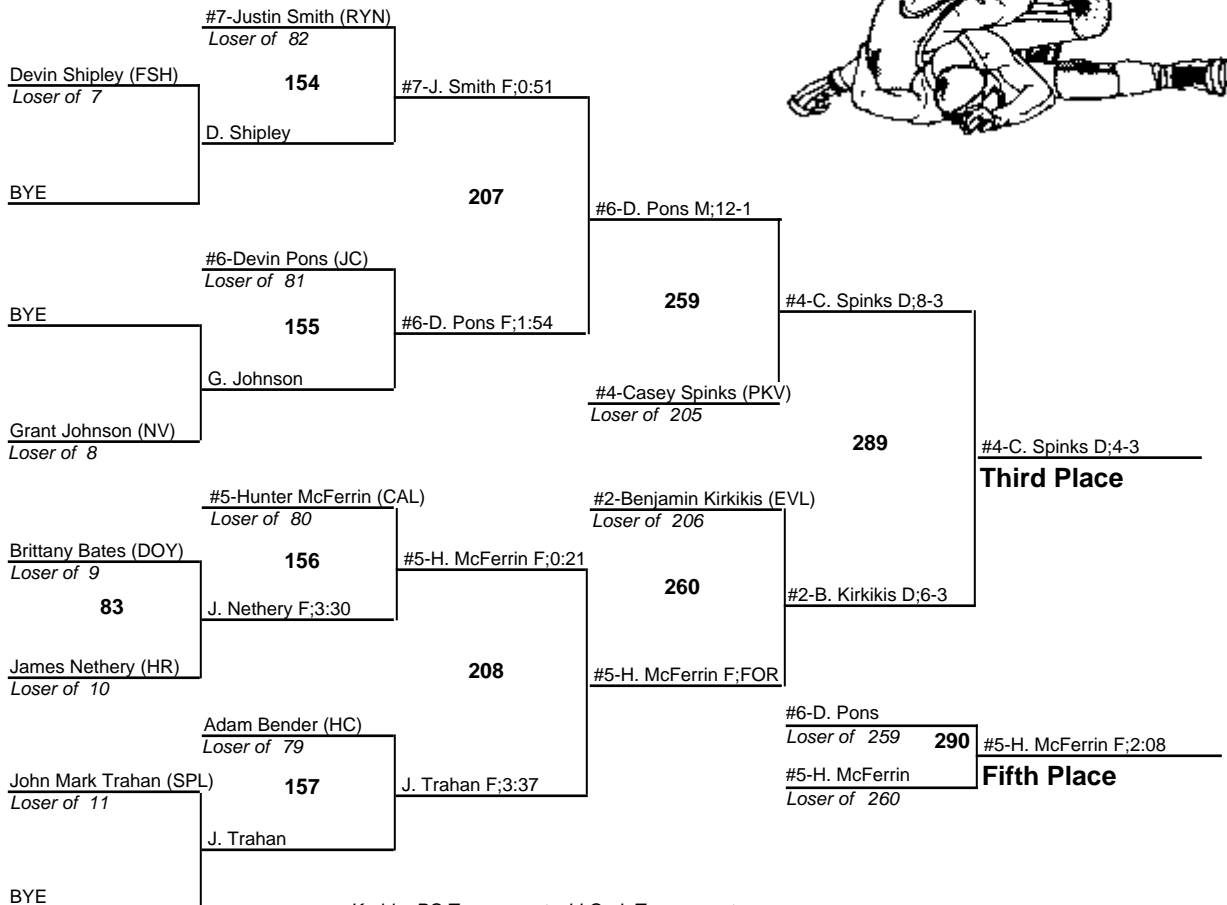 #7-Justin Smith (RYN)
Loser of 82
Devin Shipley (FSH)
Loser of 7
154
#7-J. Smith F;0:51
D. Shipley
BYE
207
#6-D. Pons M;12-1
#6-Devin Pons (JC)
Loser of 81
BYE
155
#6-D. Pons F;1:54
259
#4-C. Spinks D;8-3
G. Johnson
#4-Casey Spinks (PKV)
Loser of 205
Grant Johnson (NV)
Loser of 8
289
#4-C. Spinks D;4-3
Third Place
#5-Hunter McFerrin (CAL)
Loser of 80
#2-Benjamin Kirkikis (EVL)
Loser of 206
Brittany Bates (DOY)
Loser of 9
156
#5-H. McFerrin F;0:21
260
83
J. Nethery F;3:30
#2-B. Kirkikis D;6-3
James Nethery (HR)
Loser of 10
208
#5-H. McFerrin F;FOR
Adam Bender (HC)
Loser of 79
#6-D. Pons
Loser of 259
290
#5-H. McFerrin F;2:08
Fifth Place
#5-H. McFerrin
Loser of 260
John Mark Trahan (SPL)
Loser of 11
157
J. Trahan F;3:37
J. Trahan
BYE